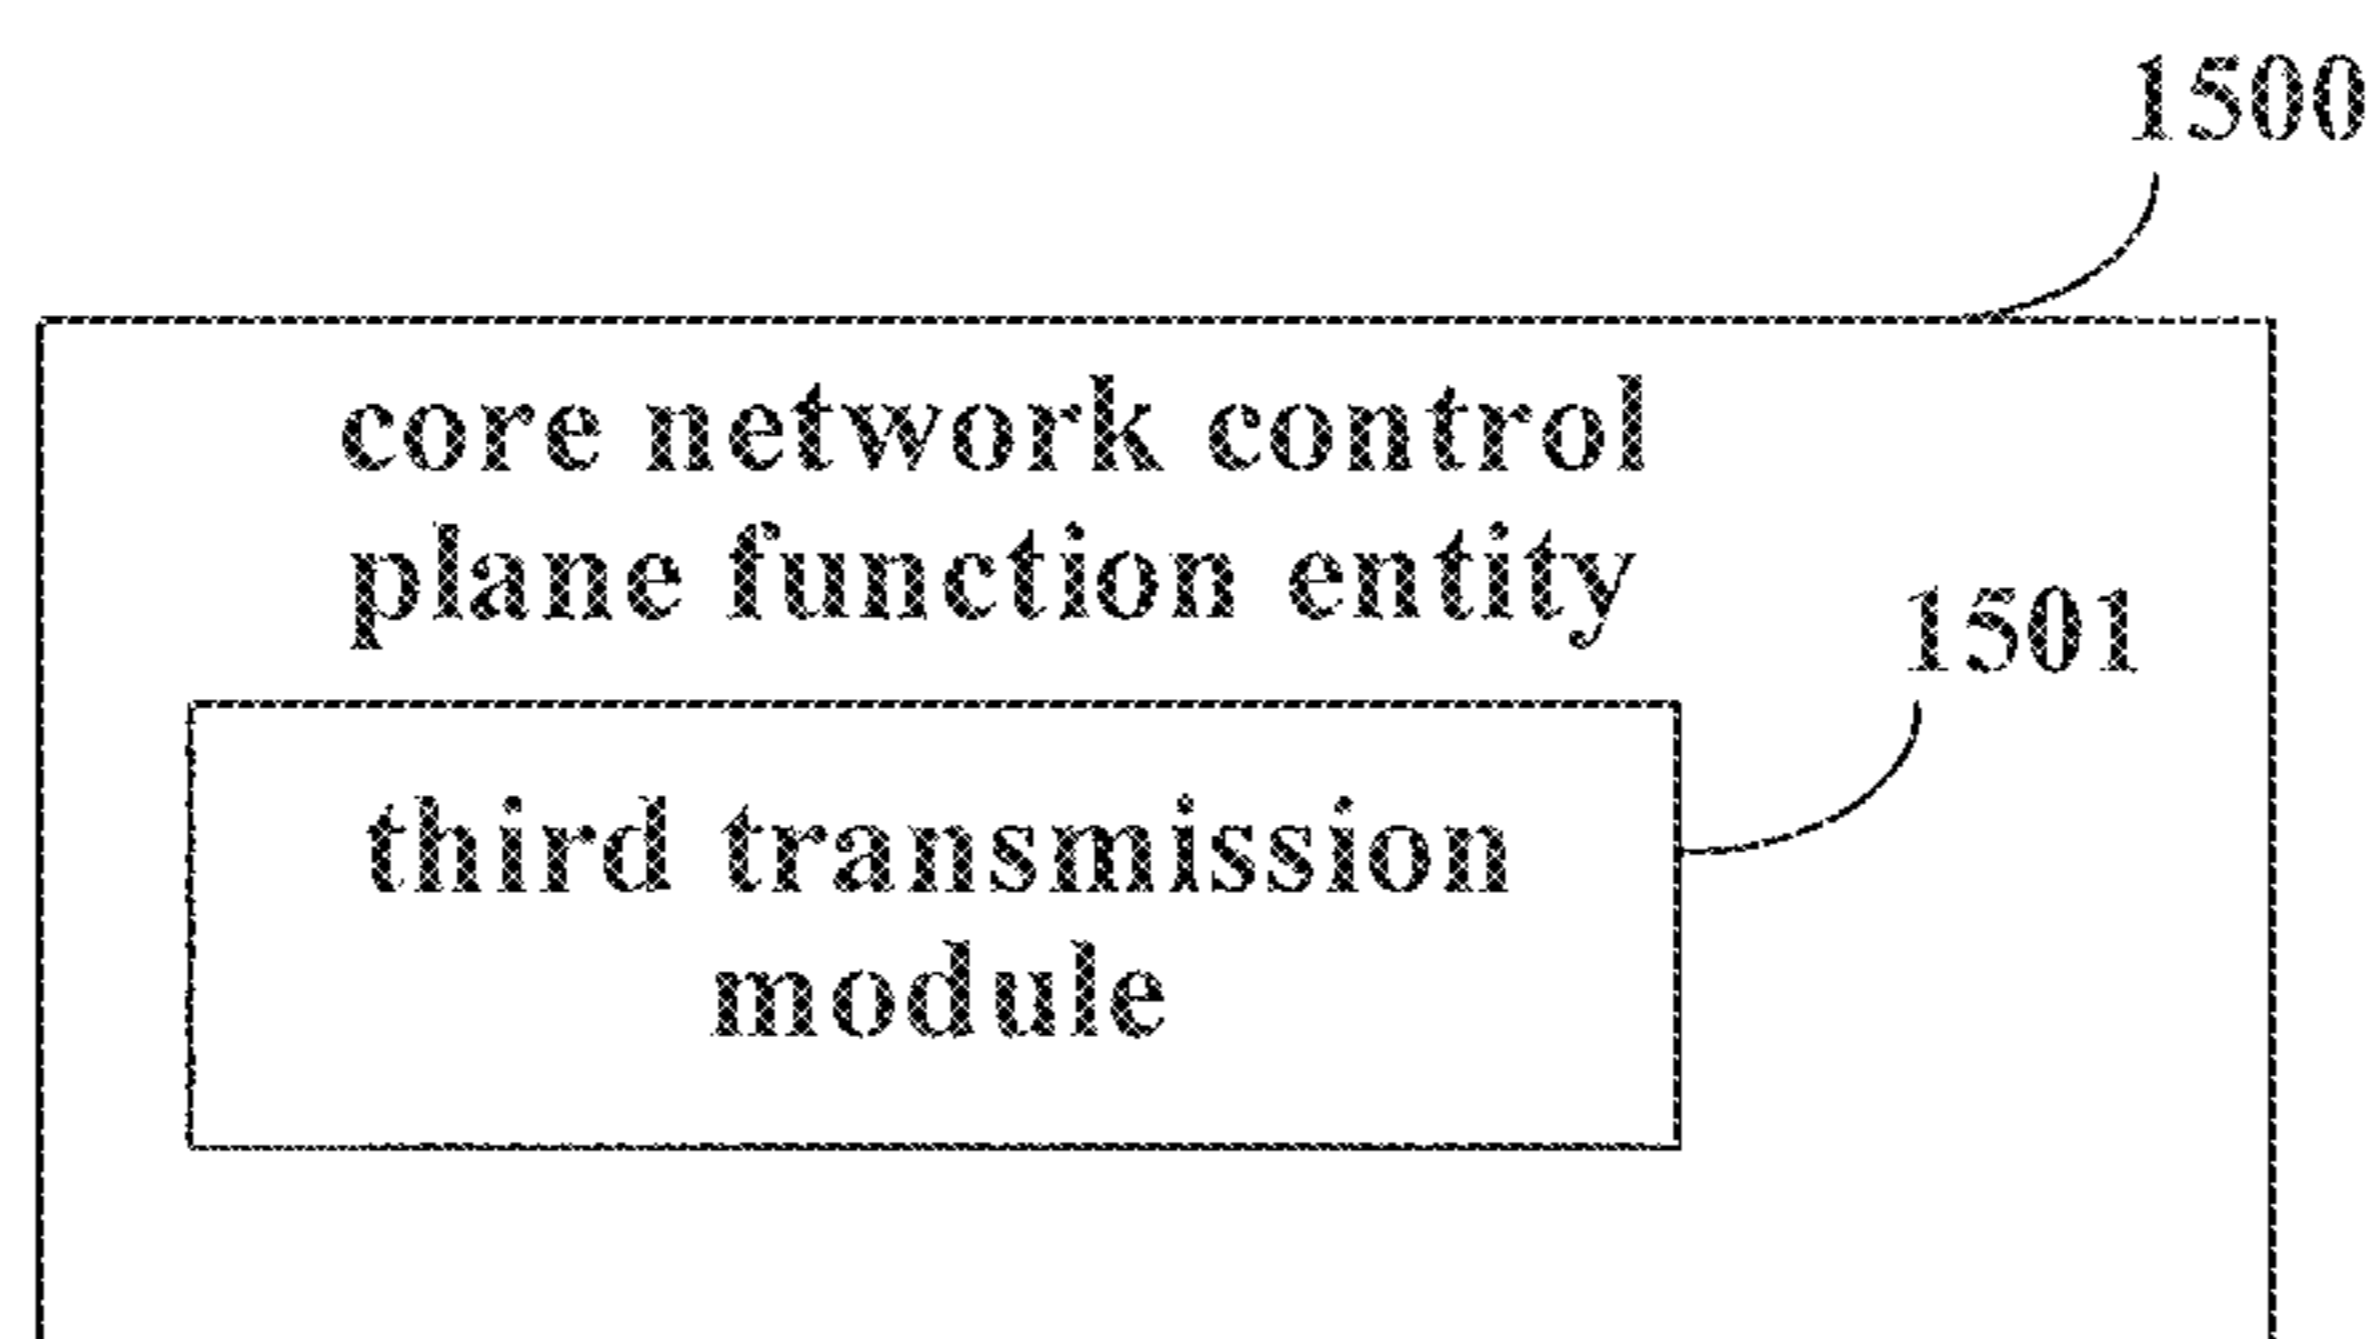 1500
core network control
plane function entity
1501
third transmission
module